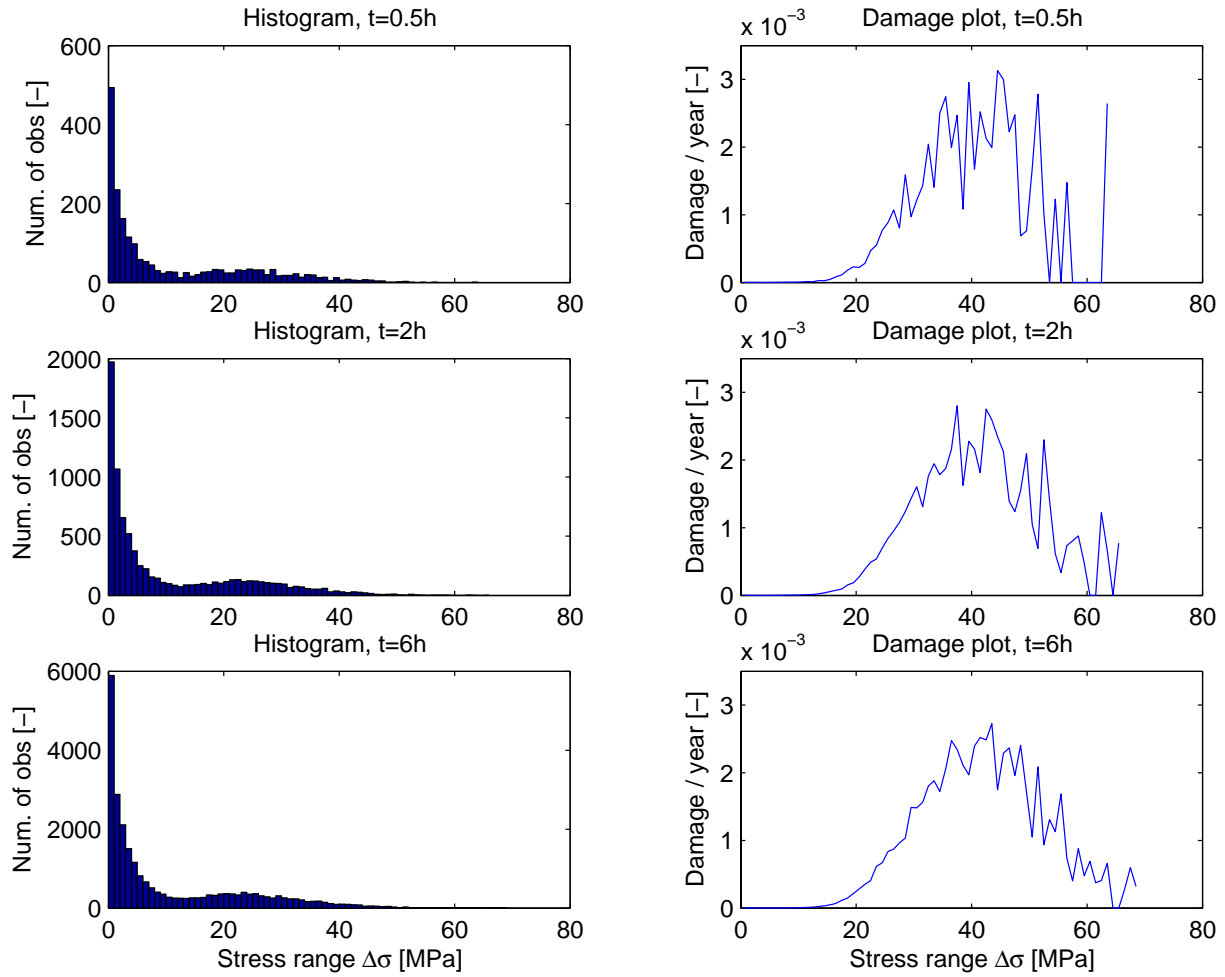 Histogram, t=0.5h
Num. of obs [−]
600
400
200
0
0 20 40 60 80
Damage plot, t=0.5h
x 10−3
Damage / year [−]
3
2
1
0
0 20 40 60 80
Histogram, t=2h
Num. of obs [−]
2000
1500
1000
500
0
0 20 40 60 80
Damage plot, t=2h
x 10−3
Damage / year [−]
3
2
1
0
0 20 40 60 80
Histogram, t=6h
Num. of obs [−]
6000
4000
2000
0
0 20 40 60 80
Stress range Δσ [MPa]
Damage plot, t=6h
x 10−3
Damage / year [−]
3
2
1
0
0 20 40 60 80
Stress range Δσ [MPa]